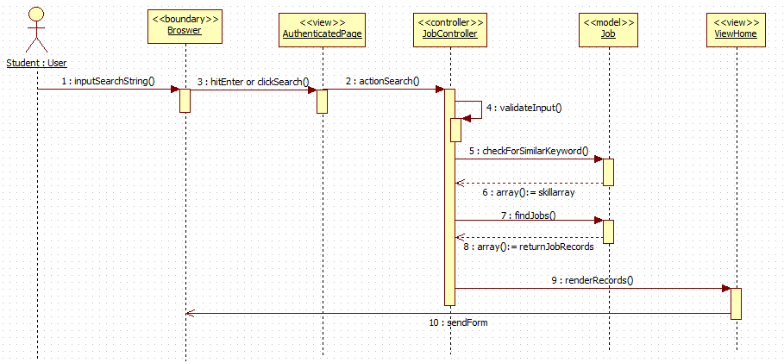 <<boundary>>
Broswer
<<view>>
AuthenticatedPage
<<controller>>
JobController
<<model>>
Job
<<view>>
ViewHome
Student : User
1 : inputSearchString()
3 : hitEnter or clickSearch()
2 : actionSearch()
4 : validateInput()
5 : checkForSimilarKeyword()
6 : array():= skillarray
7 : findJobs()
8 : array():= returnJobRecords
9 : renderRecords()
10 : sendForm